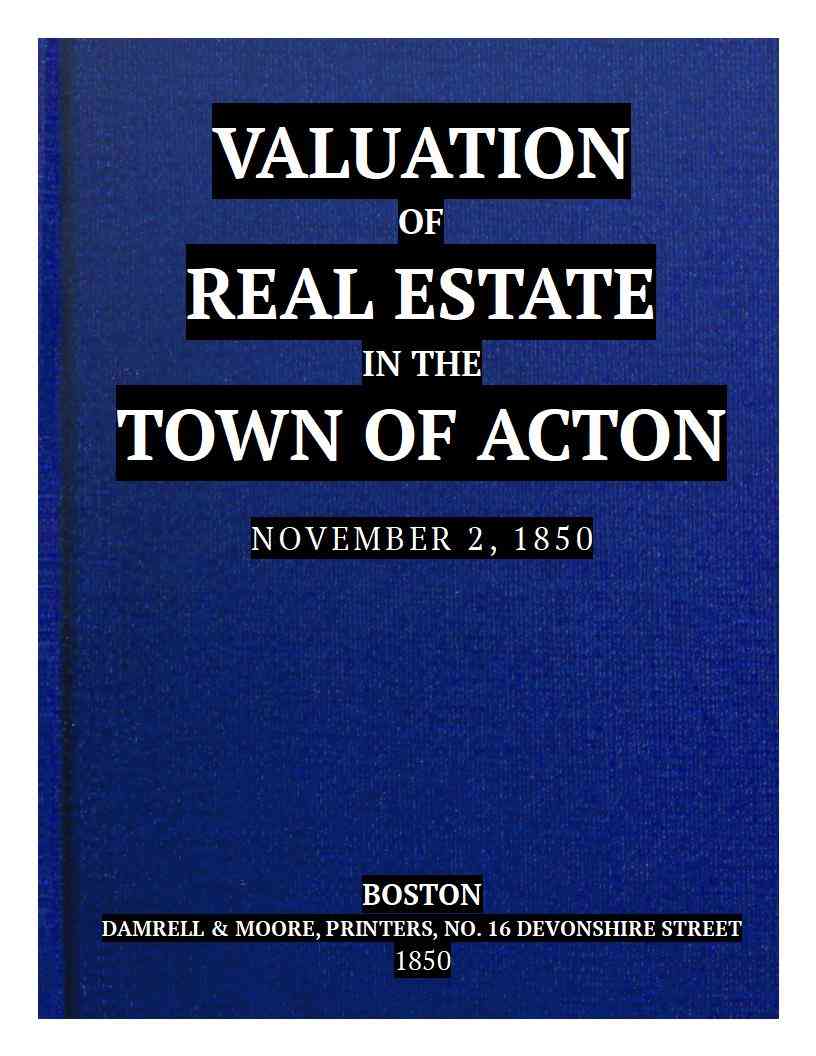 VALUATION
OF
REAL ESTATE
IN THE
TOWN OF ACTON
NOVEMBER 2, 1850
BOSTON
DAMRELL & MOORE, PRINTERS, NO. 16 DEVONSHIRE STREET
1850